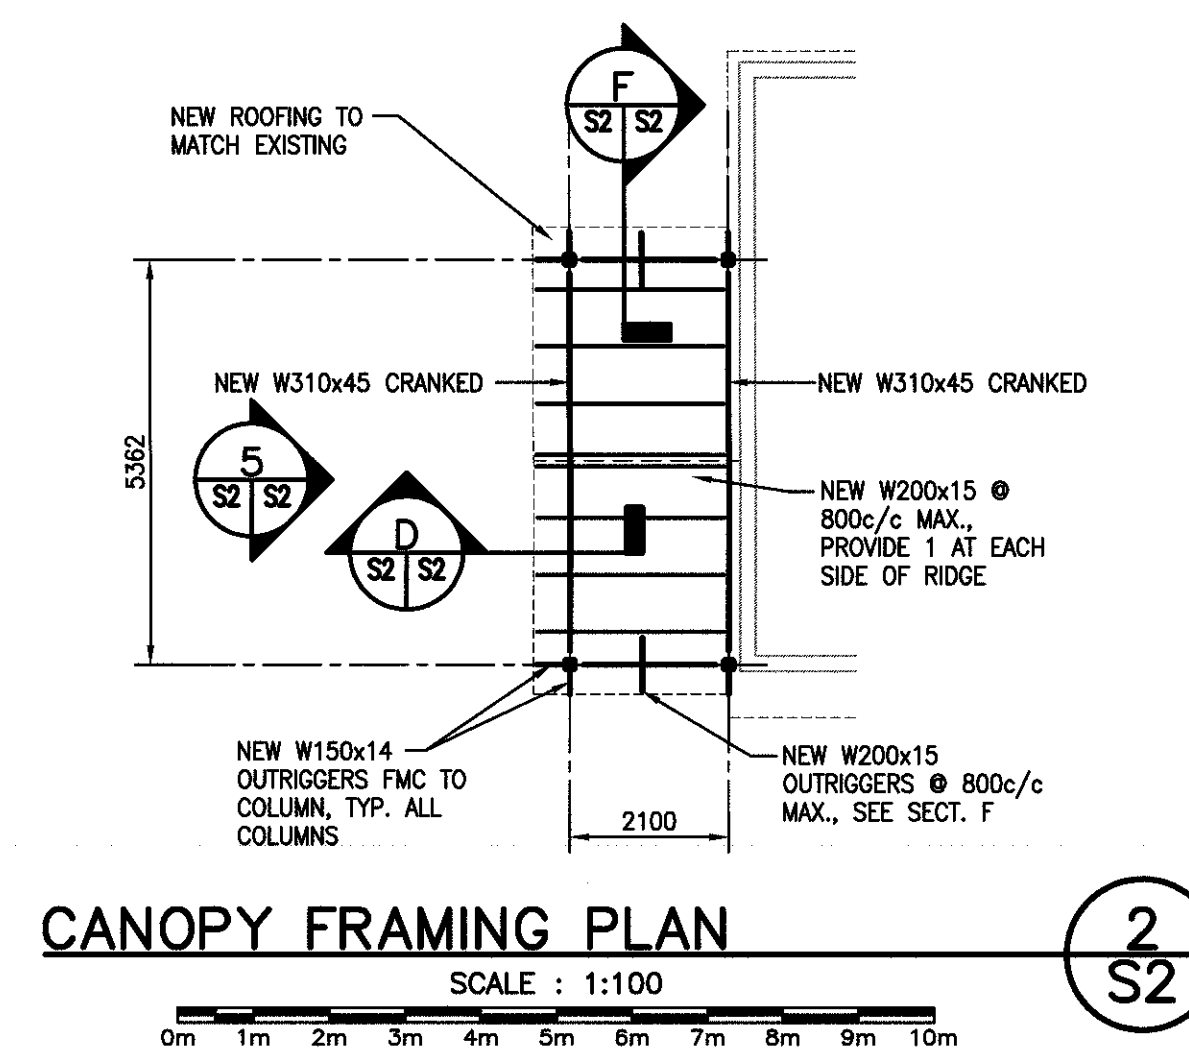 F
S2 S2
NEW ROOFING TO
MATCH EXISTING
NEW W310x45 CRANKED
NEW W310x45 CRANKED
5362
5
S2 S2
D
S2 S2
NEW W200x15 @
800c/c MAX.,
PROVIDE 1 AT EACH
SIDE OF RIDGE
NEW W150x14
OUTRIGGERS FMC TO
COLUMN, TYP. ALL
COLUMNS
NEW W200x15
OUTRIGGERS @ 800c/c
MAX., SEE SECT. F
2100
CANOPY FRAMING PLAN
2
S2
SCALE : 1:100
0m 1m 2m 3m 4m 5m 6m 7m 8m 9m 10m